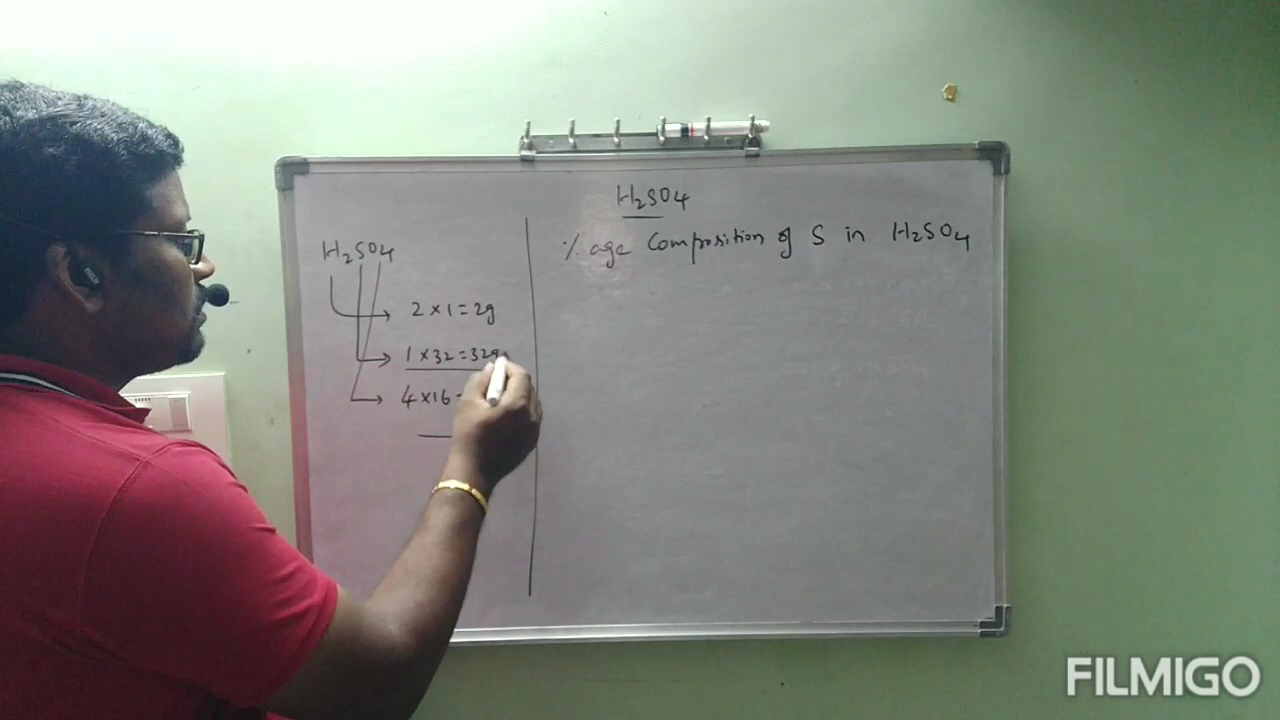 H₂SO₄
H₂SO₄
2 × 1 = 2g
1 × 32 = 32g
4 × 16 =
% age Composition of S in H₂SO₄
FILMIGO